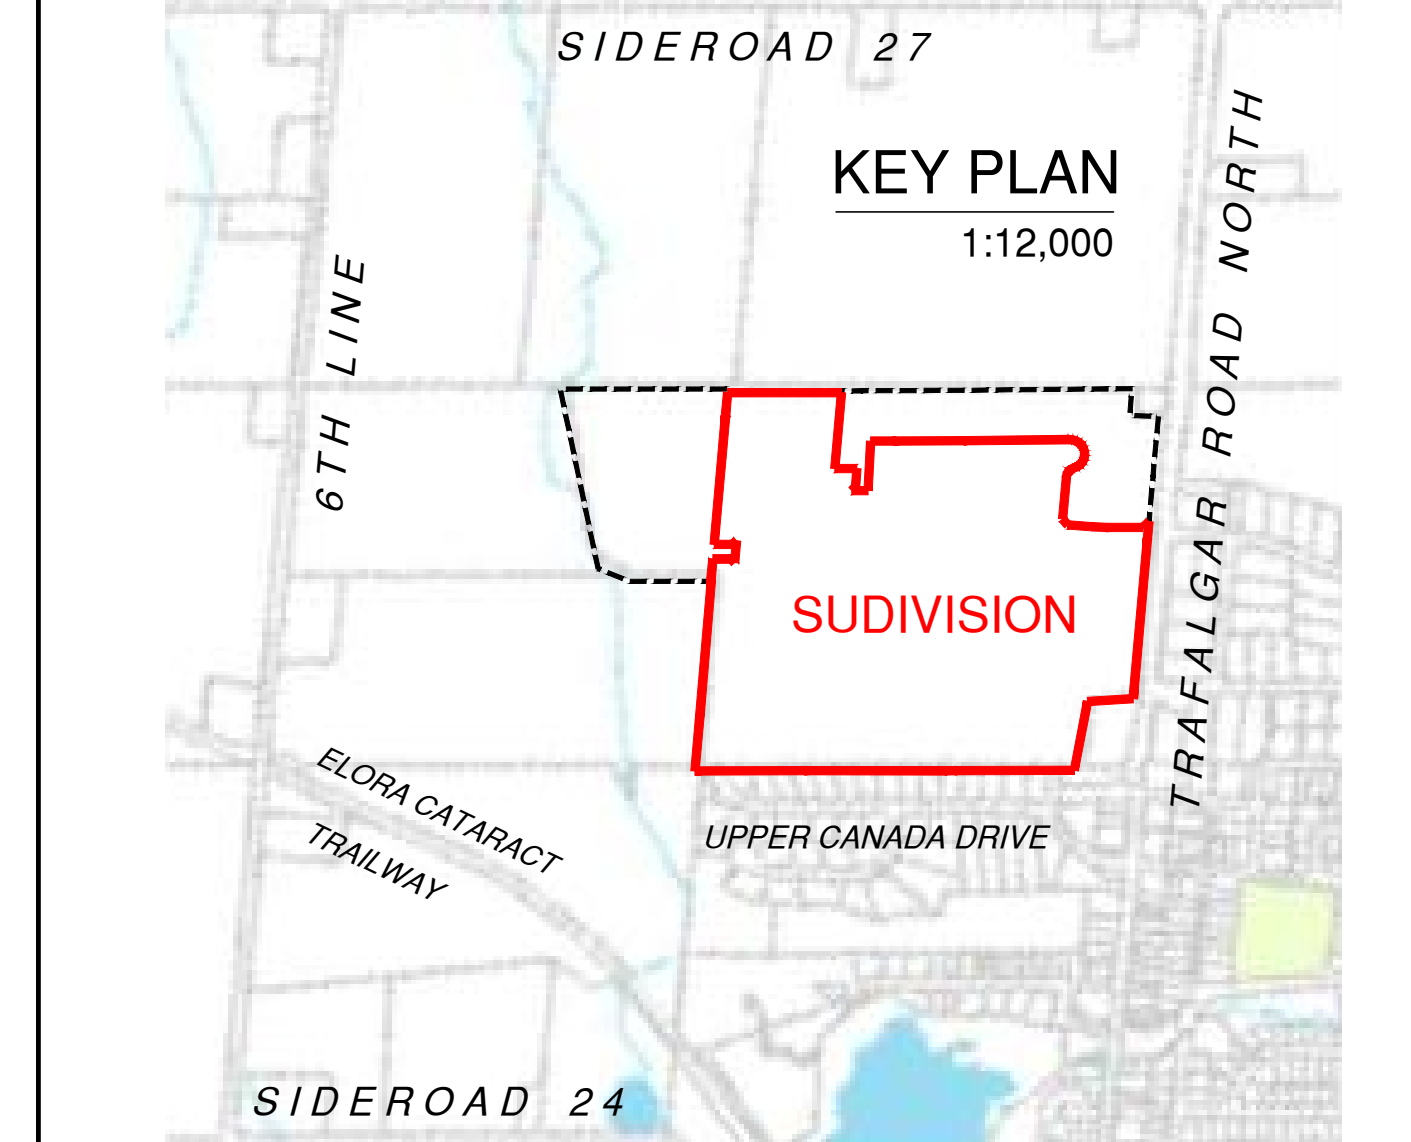 SIDEROAD 27
KEY PLAN
1:12,000
6TH LINE
TRAFALGAR ROAD NORTH
SUDIVISION
ELORA CATARACT
TRAILWAY
UPPER CANADA DRIVE
SIDEROAD 24